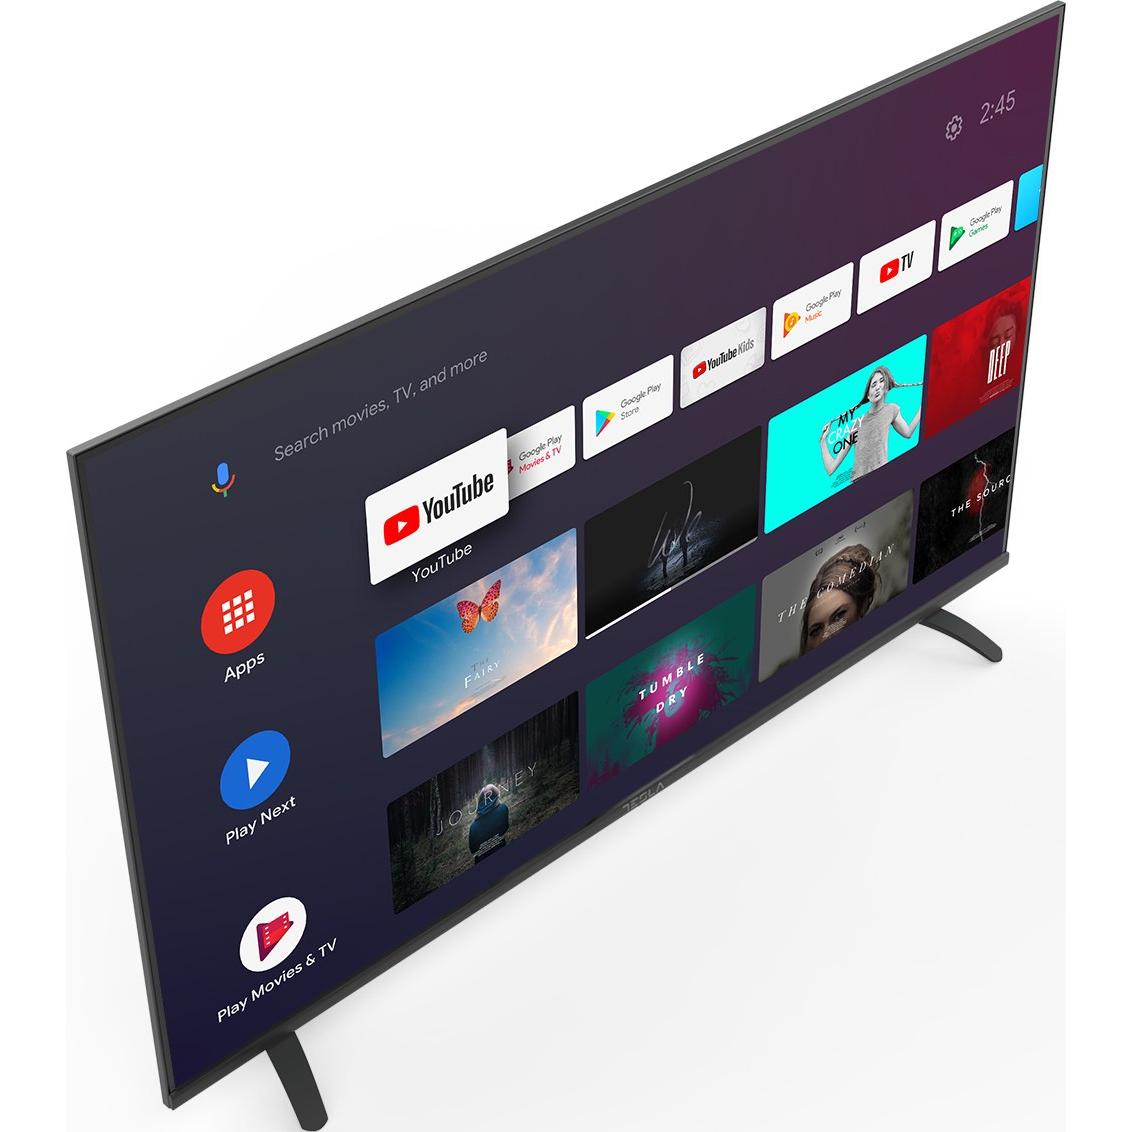 2:45
Search movies, TV, and more
YouTube
YouTube
Google Play
Movies & TV
Google Play
Store
YouTube Kids
Google Play
Music
TV
Google Play
Games
Apps
Play Next
Play Movies & TV
THE
FAIRY
love
MY
CRAZY
ONE
DEEP
JOURNEY
TUMBLE
DRY
THE COMEDIAN
THE SOURC
TESLA